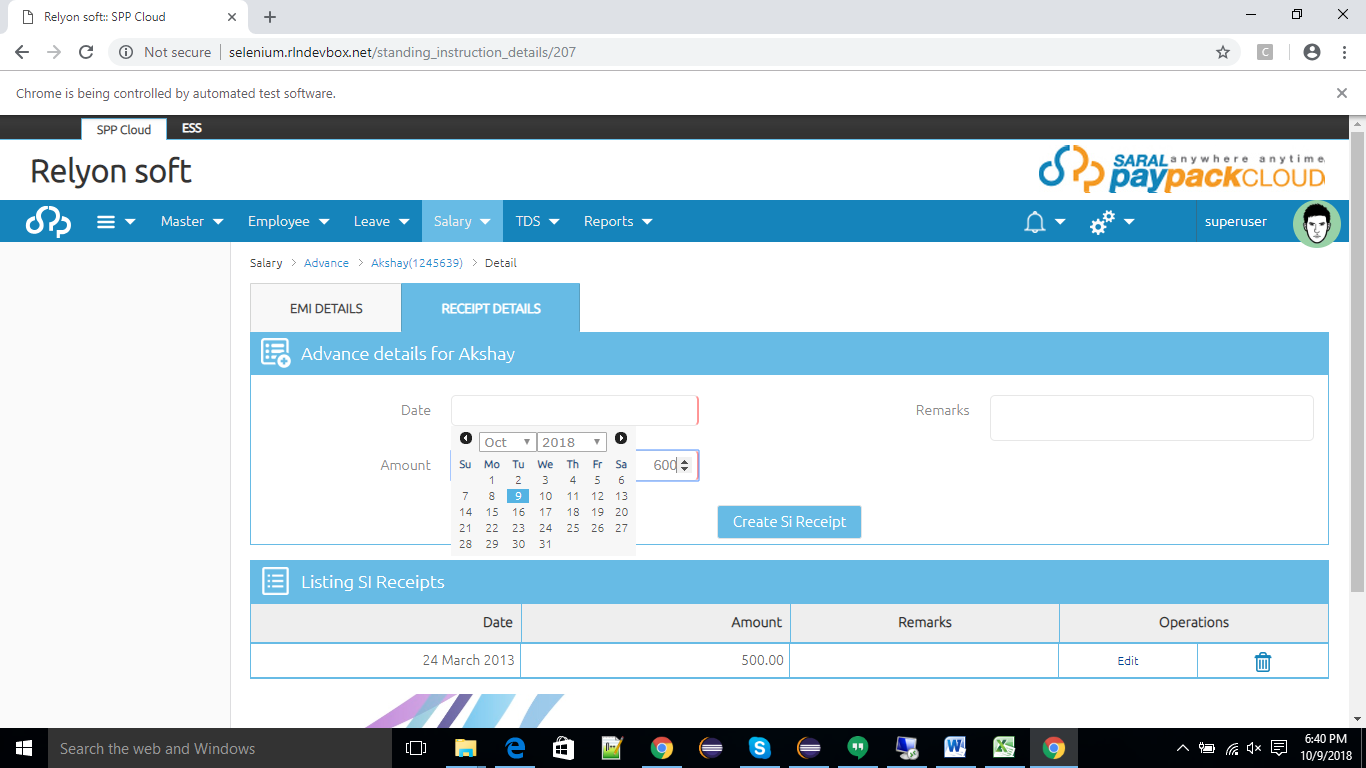 Relyon soft:: SPP Cloud
Not secure | selenium.rlndevbox.net/standing_instruction_details/207
C
Chrome is being controlled by automated test software.
SPP Cloud ESS
Relyon soft
SARAL anywhere anytime
paypackCLOUD
Master Employee Leave Salary TDS Reports superuser
Salary > Advance > Akshay(1245639) > Detail
EMI DETAILS RECEIPT DETAILS
Advance details for Akshay
Date Remarks
Oct 2018
Amount 600
Su Mo Tu We Th Fr Sa
1 2 3 4 5 6
7 8 9 10 11 12 13
14 15 16 17 18 19 20
21 22 23 24 25 26 27
28 29 30 31
Create Si Receipt
Listing SI Receipts
Date Amount Remarks Operations
24 March 2013 500.00 Edit
Search the web and Windows
6:40 PM
10/9/2018